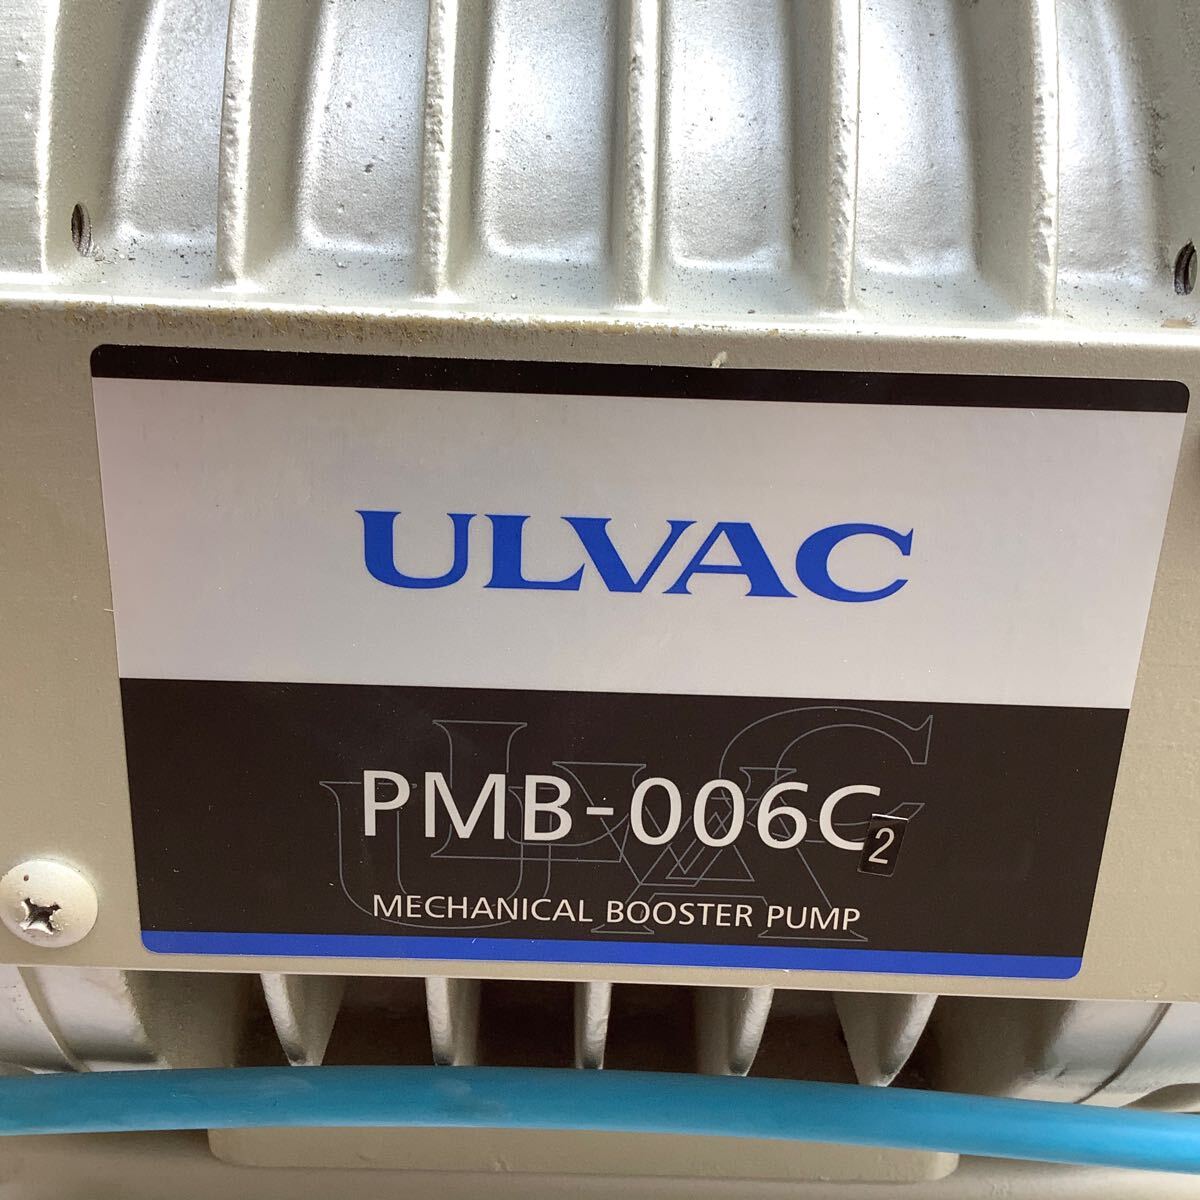 ULVAC
PMB-006C2
MECHANICAL BOOSTER PUMP